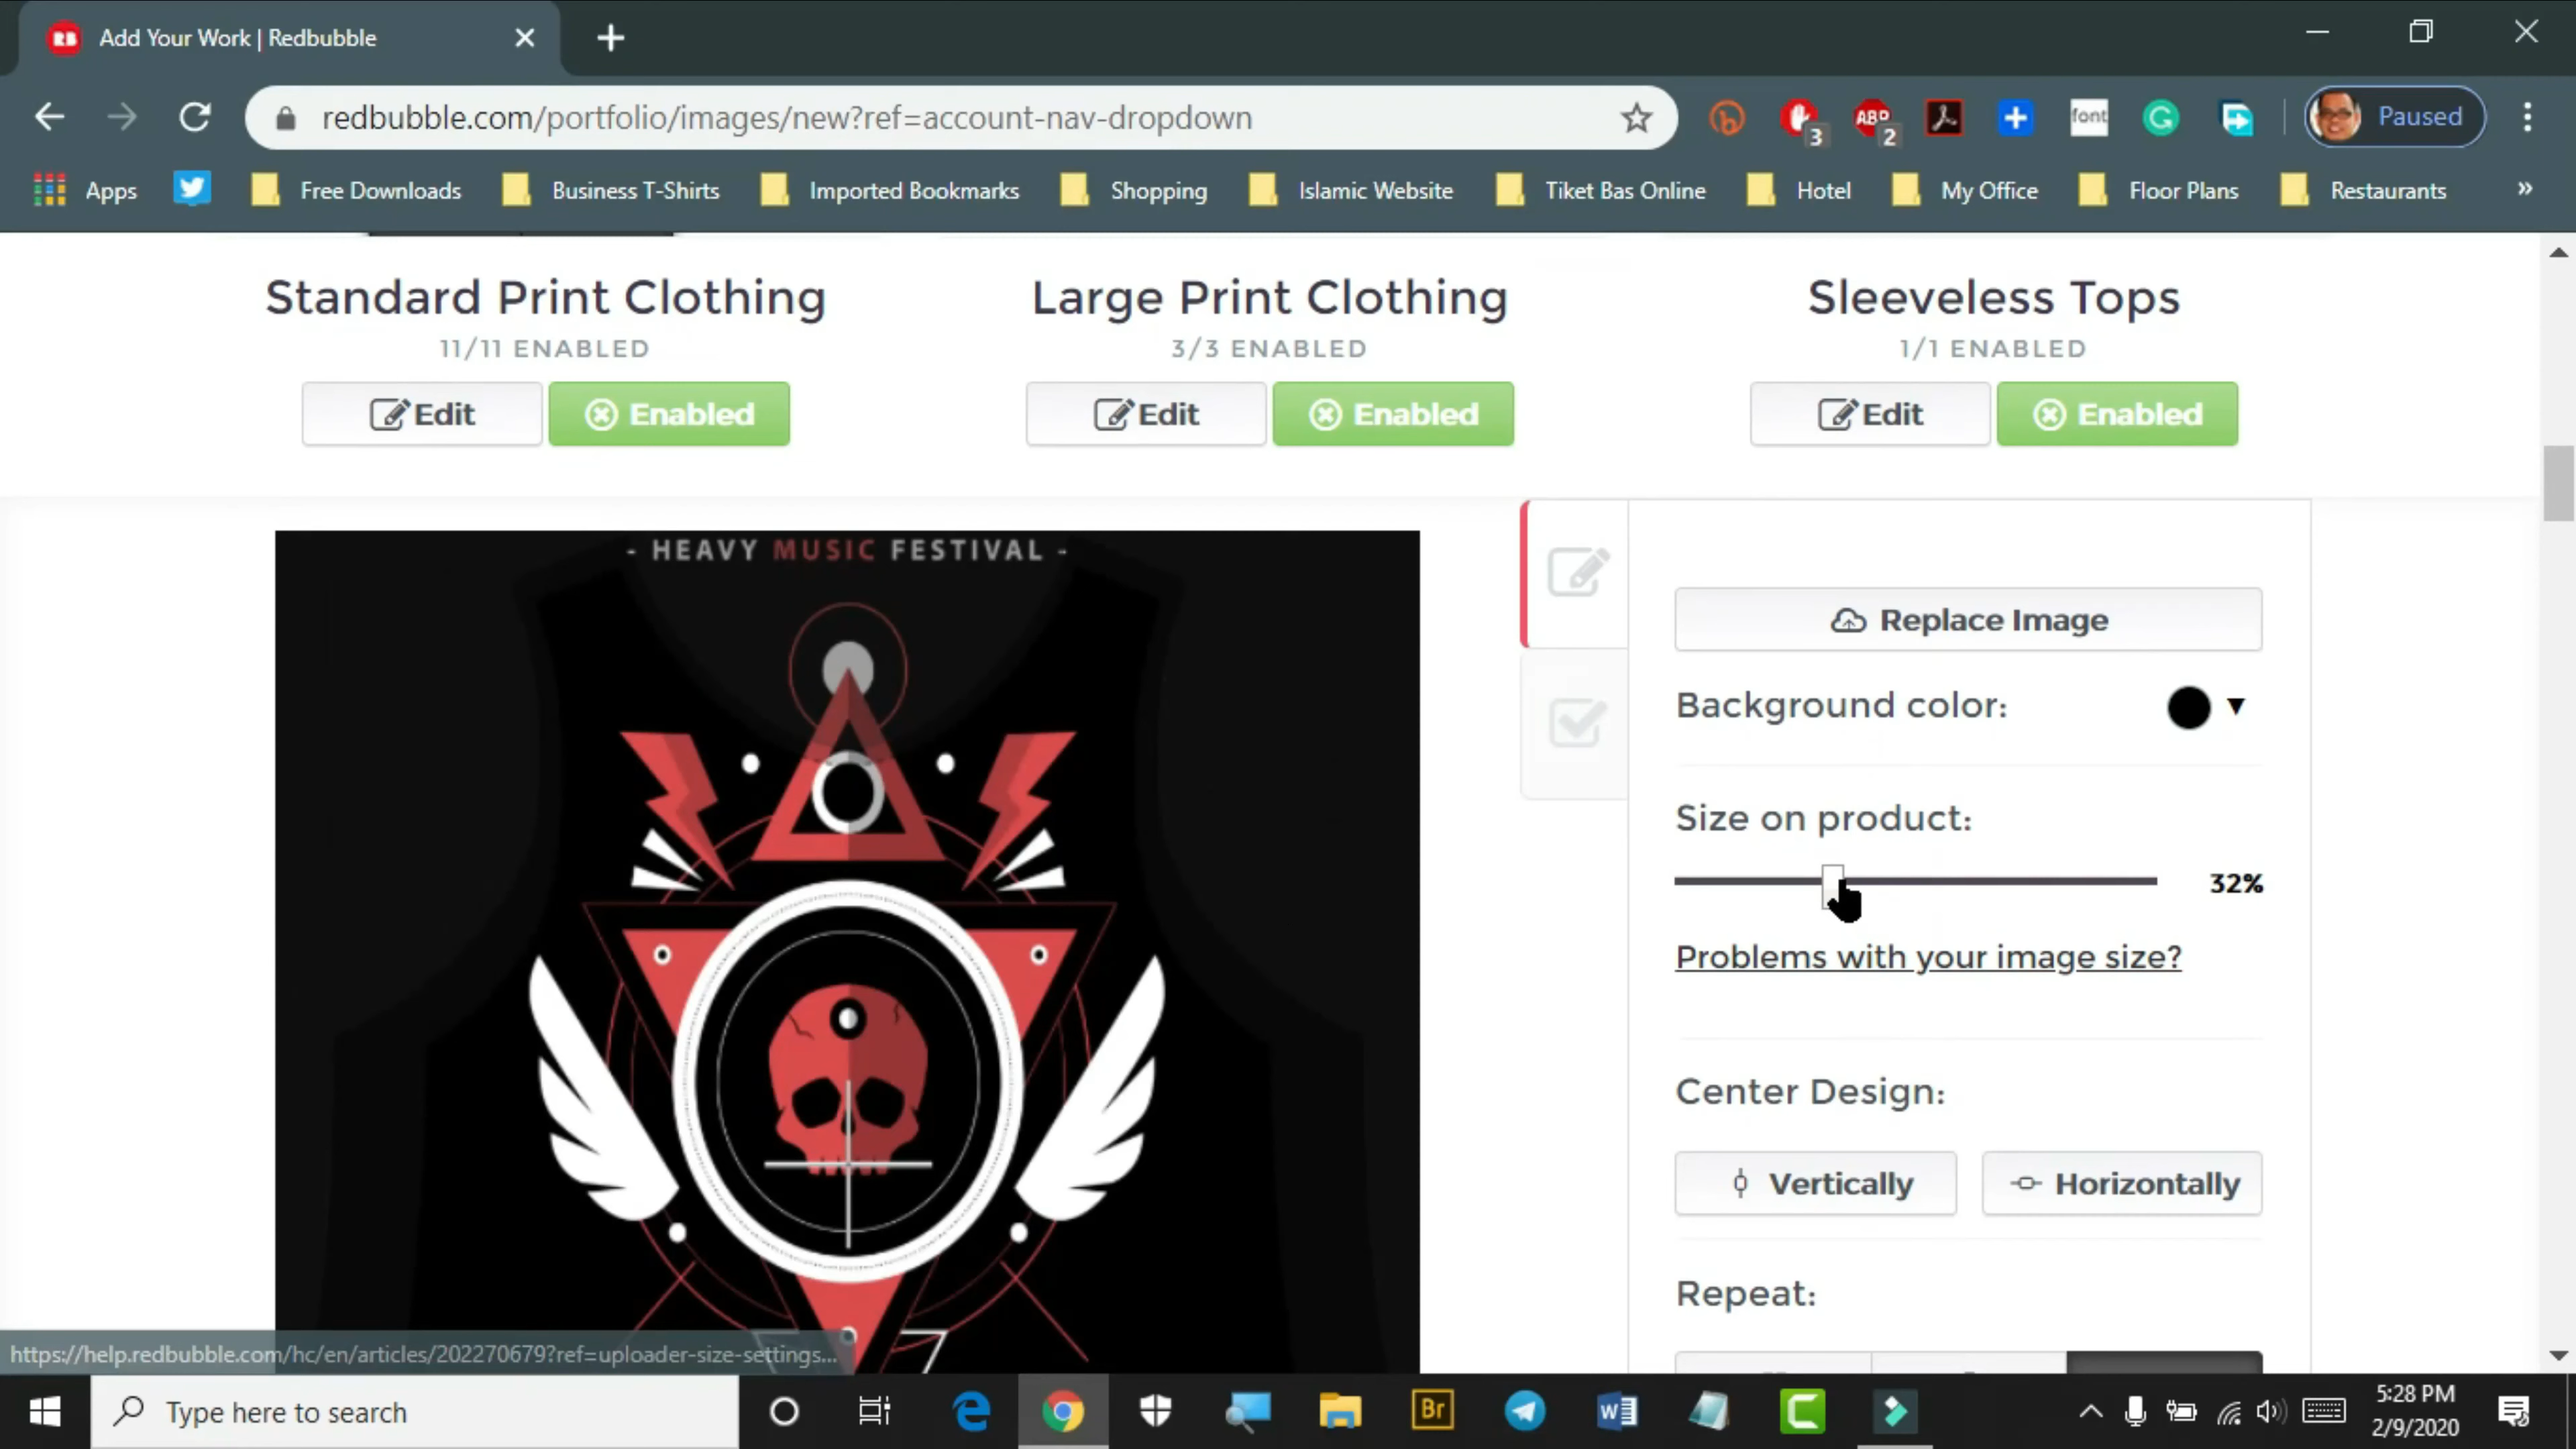 Add Your Work | Redbubble
redbubble.com/portfolio/images/new?ref=account-nav-dropdown
3
ABP
2
font
Paused
Apps
Free Downloads
Business T-Shirts
Imported Bookmarks
Shopping
Islamic Website
Tiket Bas Online
Hotel
My Office
Floor Plans
Restaurants
»
Standard Print Clothing
11/11 ENABLED
Edit
Enabled
Large Print Clothing
3/3 ENABLED
Edit
Enabled
Sleeveless Tops
1/1 ENABLED
Edit
Enabled
- HEAVY MUSIC FESTIVAL -
Replace Image
Background color:
Size on product:
32%
Problems with your image size?
Center Design:
Vertically
Horizontally
Repeat:
https://help.redbubble.com/hc/en/articles/202270679?ref=uploader-size-settings...
Type here to search
Br
5:28 PM
2/9/2020